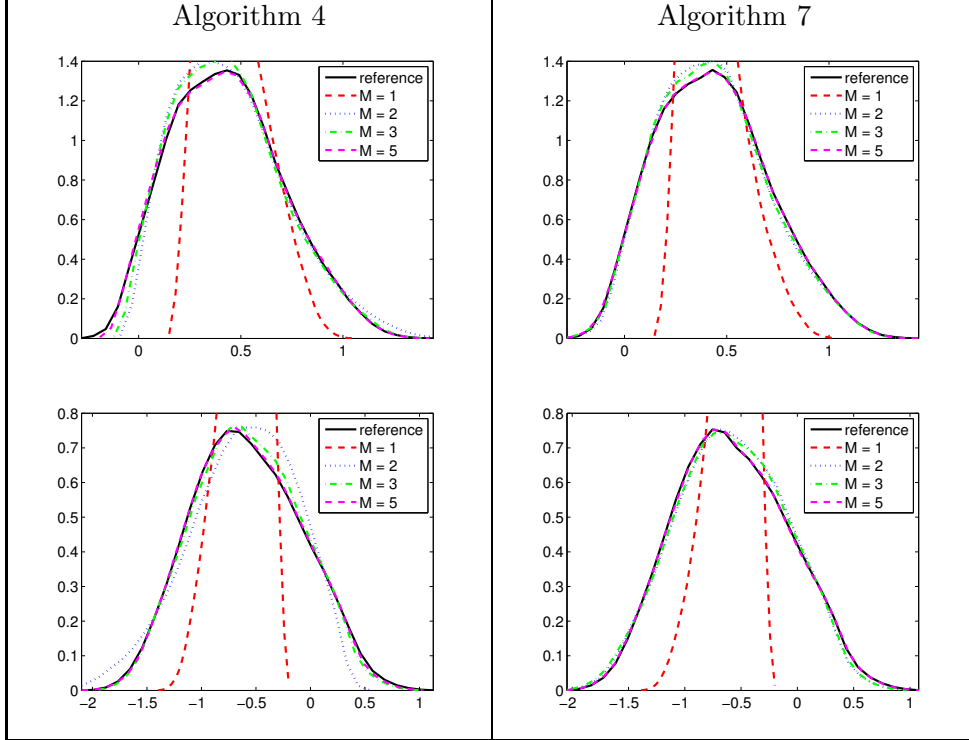 Algorithm 4
Algorithm 7
1.4
1.2
1
0.8
0.6
0.4
0.2
0
0
0.5
1
reference
M = 1
M = 2
M = 3
M = 5
1.4
1.2
1
0.8
0.6
0.4
0.2
0
0
0.5
1
reference
M = 1
M = 2
M = 3
M = 5
0.8
0.7
0.6
0.5
0.4
0.3
0.2
0.1
0
−2
−1.5
−1
−0.5
0
0.5
1
reference
M = 1
M = 2
M = 3
M = 5
0.8
0.7
0.6
0.5
0.4
0.3
0.2
0.1
0
−2
−1.5
−1
−0.5
0
0.5
1
reference
M = 1
M = 2
M = 3
M = 5